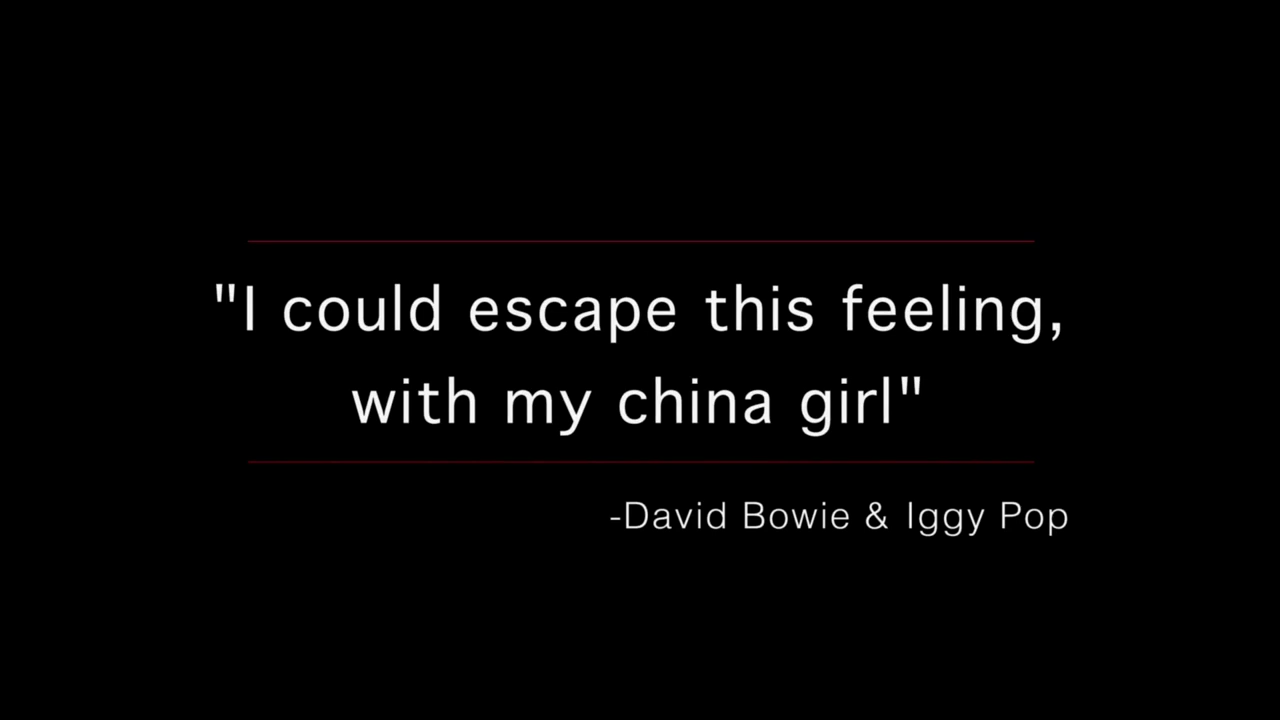 "I could escape this feeling,
with my china girl"
-David Bowie & Iggy Pop